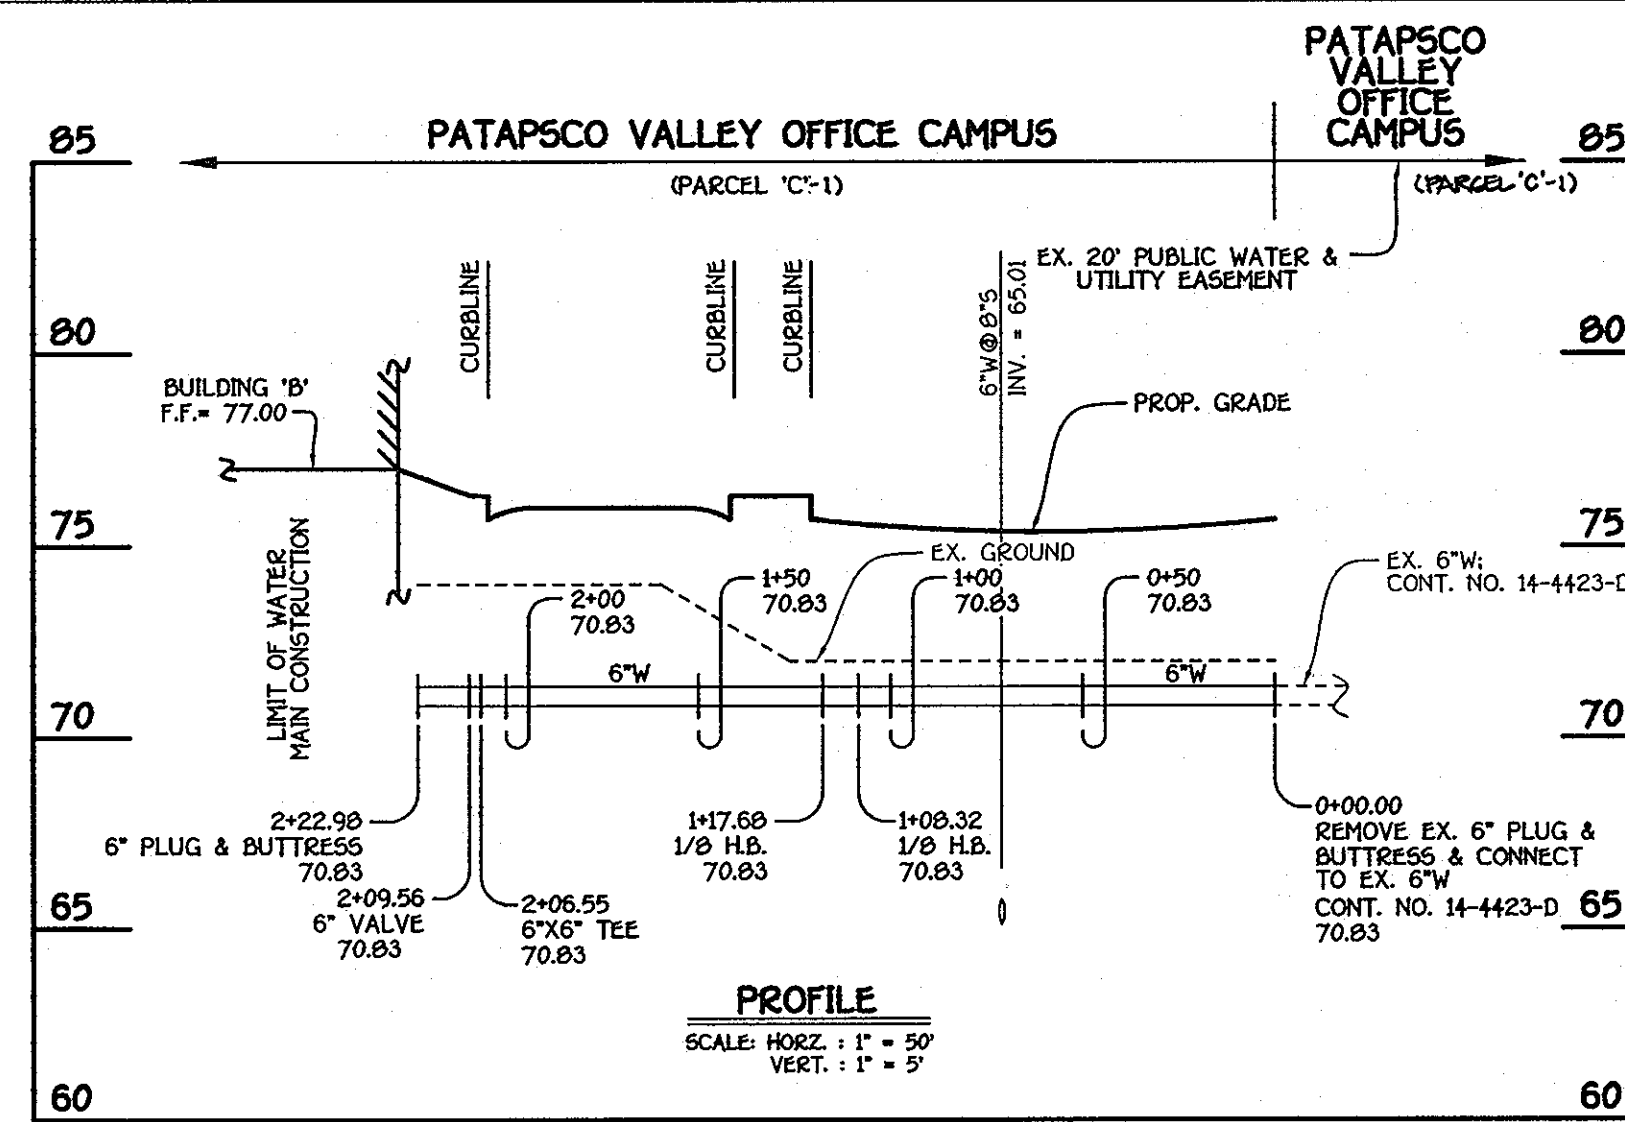 PATAPSCO VALLEY OFFICE CAMPUS
(PARCEL 'C'-1)
PATAPSCO
VALLEY
OFFICE
CAMPUS
(PARCEL 'C'-1)
85
85
80
80
75
75
70
70
65
65
60
60
EX. 20' PUBLIC WATER &
UTILITY EASEMENT
CURBLINE
CURBLINE
CURBLINE
6"W@8"S
INV. = 65.01
BUILDING 'B'
F.F.= 77.00
PROP. GRADE
LIMIT OF WATER
MAIN CONSTRUCTION
EX. GROUND
2+00
70.83
1+50
70.83
1+00
70.83
0+50
70.83
EX. 6"W;
CONT. NO. 14-4423-D
6"W
6"W
2+22.98
6" PLUG & BUTTRESS
70.83
2+09.56
6" VALVE
70.83
2+06.55
6"X6" TEE
70.83
1+17.68
1/8 H.B.
70.83
1+08.32
1/8 H.B.
70.83
0+00.00
REMOVE EX. 6" PLUG &
BUTTRESS & CONNECT
TO EX. 6"W
CONT. NO. 14-4423-D
70.83
PROFILE
SCALE: HORZ. : 1" = 50'
VERT. : 1" = 5'